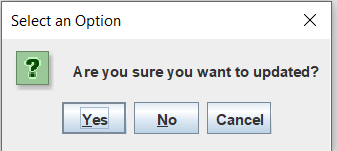 Select an Option
?
Are you sure you want to updated?
Yes No Cancel